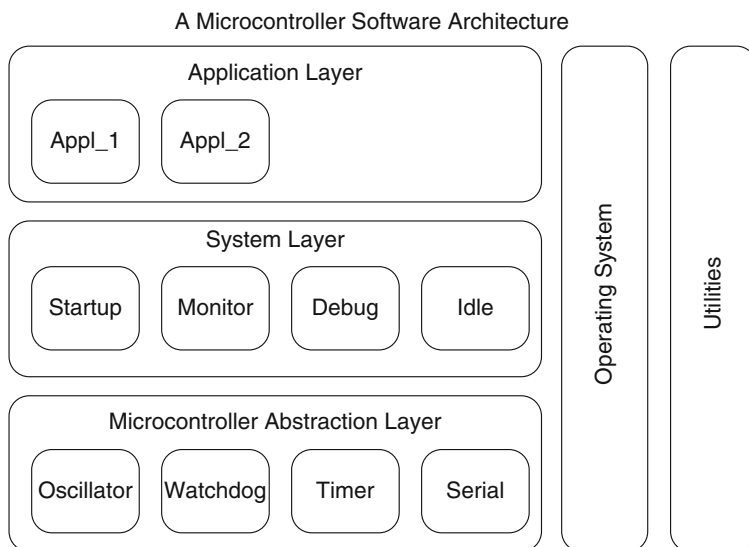 A Microcontroller Software Architecture
Application Layer
Appl_1
Appl_2
System Layer
Startup
Monitor
Debug
Idle
Microcontroller Abstraction Layer
Oscillator
Watchdog
Timer
Serial
Operating System
Utilities